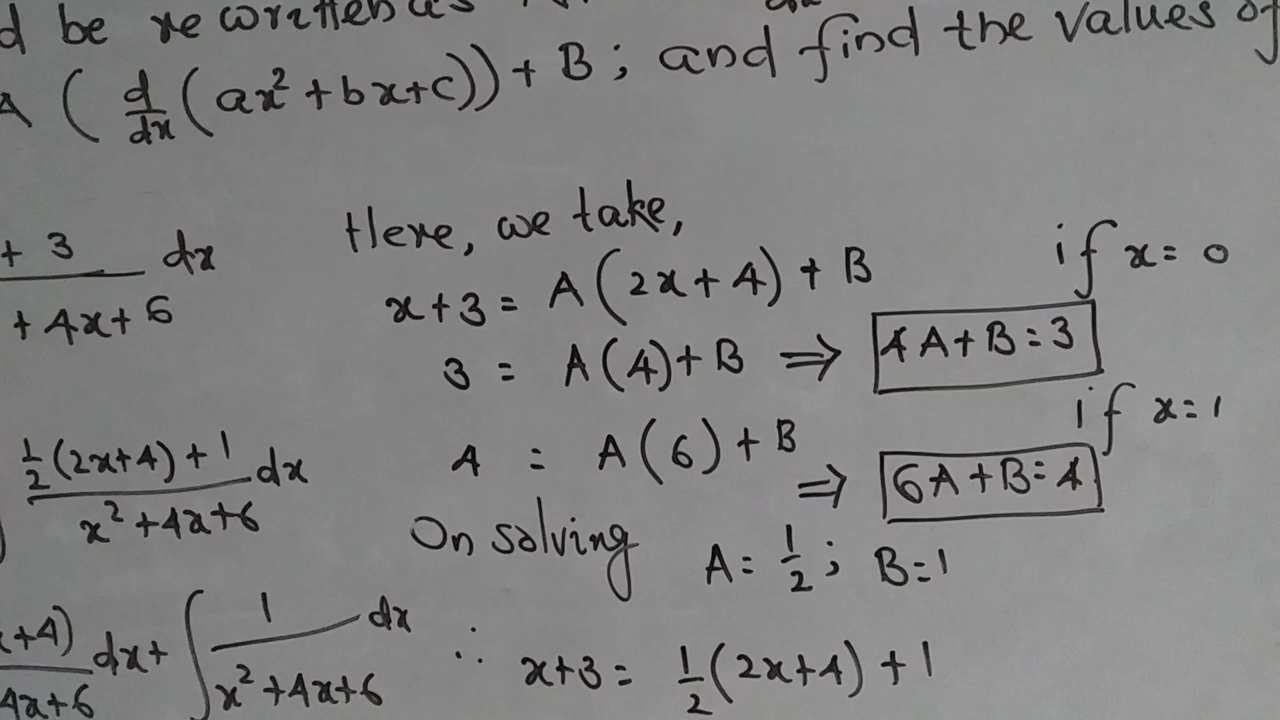 d be rewritten as
A ( d/dx (ax² + bx + c)) + B ; and find the values of
Here, we take,
+ 3 dx
+ 4x + 6
x + 3 = A (2x + 4) + B if x = 0
3 = A (4) + B ⇒ 4A + B = 3
4 = A (6) + B if x = 1
⇒ 6A + B = 4
1/2 (2x+4) + 1 dx
x² + 4x + 6
On solving A = 1/2 ; B = 1
+4) dx + ∫ 1 dx
4x+6 x² + 4x + 6
∴ x + 3 = 1/2 (2x + 4) + 1